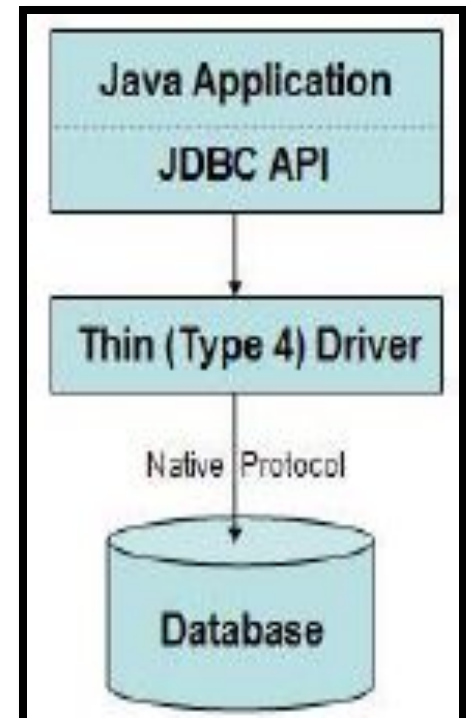 Java Application
JDBC API
Thin (Type 4) Driver
Native Protocol
Database